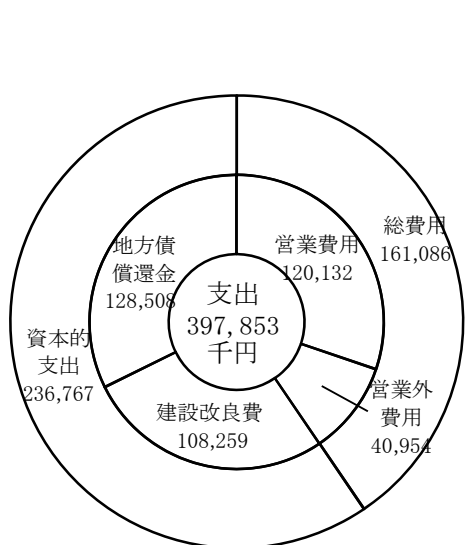 支出
397,853
千円
総費用
161,086
営業費用
120,132
営業外
費用
40,954
資本的
支出
236,767
建設改良費
108,259
地方債
償還金
128,508